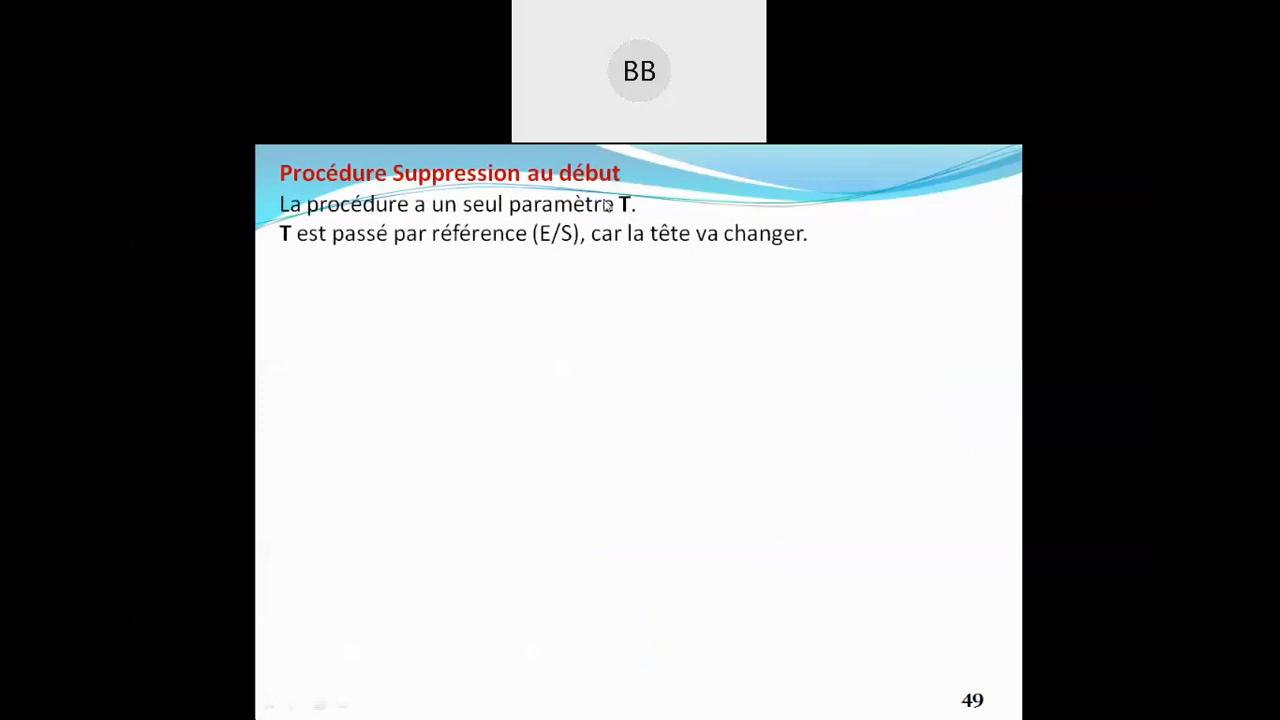 BB
Procédure Suppression au début
La procédure a un seul paramètre T.
T est passé par référence (E/S), car la tête va changer.
49